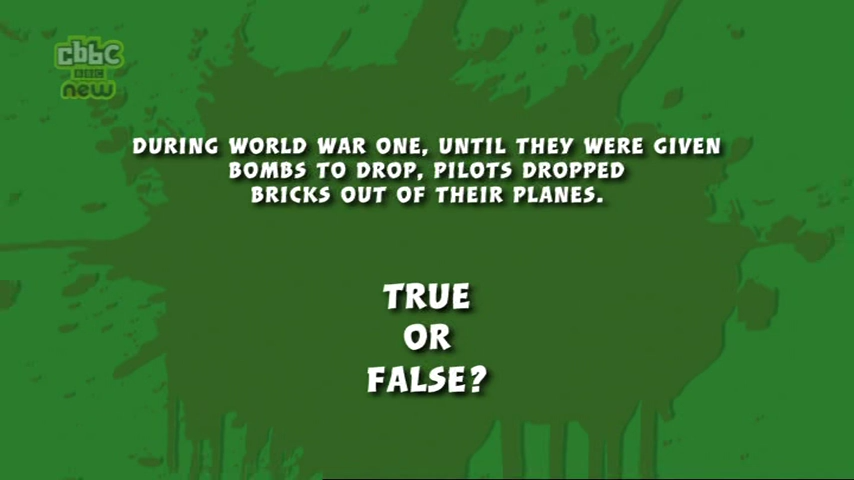 cbbc
BBC
new
DURING WORLD WAR ONE, UNTIL THEY WERE GIVEN
BOMBS TO DROP, PILOTS DROPPED
BRICKS OUT OF THEIR PLANES.
TRUE
OR
FALSE?